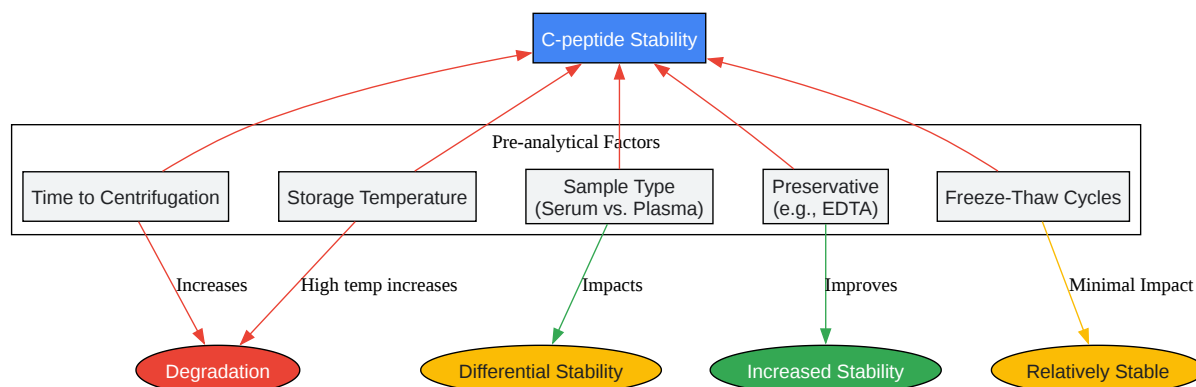 C-peptide Stability
Pre-analytical Factors
Time to Centrifugation
Storage Temperature
Sample Type
(Serum vs. Plasma)
Preservative
(e.g., EDTA)
Freeze-Thaw Cycles
Increases
High temp increases
Impacts
Improves
Minimal Impact
Degradation
Differential Stability
Increased Stability
Relatively Stable